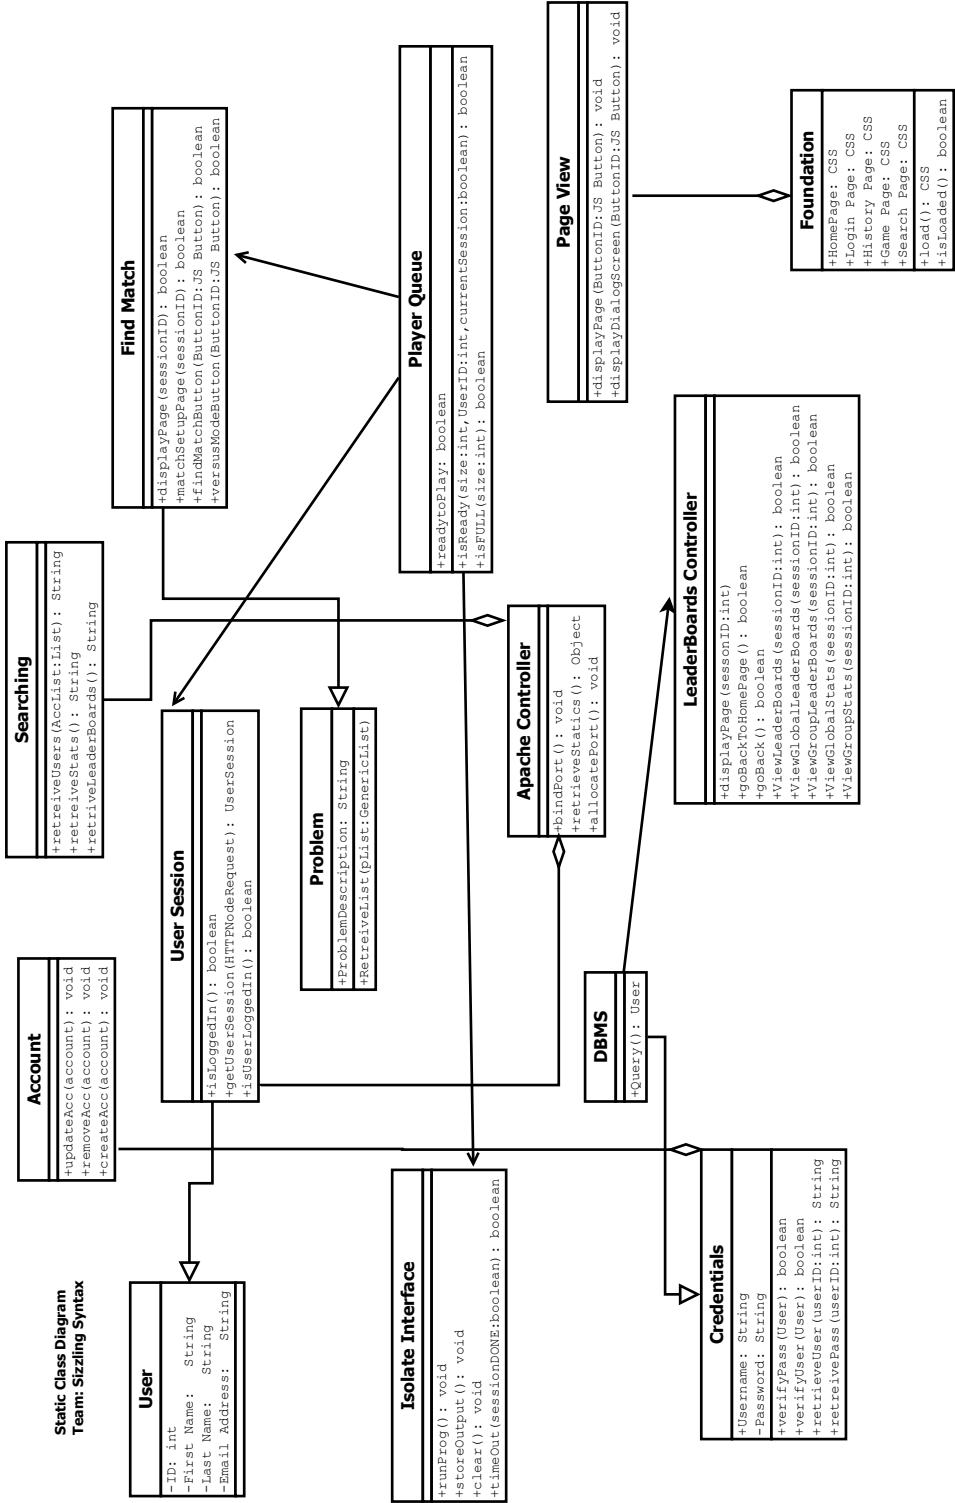 Static Class Diagram
Team: Sizzling Syntax
User
-ID: int
-First Name: String
-Last Name: String
-Email Address: String
Account
+updateAcc(account): void
+removeAcc(account): void
+createAcc(account): void
Searching
+retreiveUsers(AccList:List): String
+retreiveStats(): String
+retriveLeaderBoards(): String
Find Match
+displayPage(sessionID): boolean
+matchSetupPage(sessionID): boolean
+findMatchButton(ButtonID:JS Button): boolean
+versusModeButton(ButtonID:JS Button): boolean
User Session
+isLoggedIn(): boolean
+getUserSession(HTTPNodeRequest): UserSession
+isUserLoggedIn(): boolean
Problem
+ProblemDescription: String
+RetreiveList(pList:GenericList)
Player Queue
+readytoPlay: boolean
+isReady(size:int,UserID:int,currentSession:boolean): boolean
+isFULL(size:int): boolean
Isolate Interface
+runProg(): void
+storeOutput(): void
+clear(): void
+timeOut(sessionDONE:boolean): boolean
Apache Controller
+bindPort(): void
+retrieveStatics(): Object
+allocatePort(): void
Page View
+displayPage(ButtonID:JS Button): void
+displayDialogScreen(ButtonID:JS Button): void
DBMS
+Query(): User
Credentials
+Username: String
-Password: String
+verifyPass(User): boolean
+verifyUser(User): boolean
+retrieveUser(userID:int): String
+retreivePass(userID:int): String
LeaderBoards Controller
+displayPage(sessonID:int)
+goBackToHomePage(): boolean
+goBack(): boolean
+ViewLeaderBoards(sessionID:int): boolean
+ViewGlobalLeaderBoards(sessionID:int): boolean
+ViewGroupLeaderBoards(sessionID:int): boolean
+ViewGlobalStats(sessionID:int): boolean
+ViewGroupStats(sessionID:int): boolean
Foundation
+HomePage: CSS
+Login Page: CSS
+History Page: CSS
+Game Page: CSS
+Search Page: CSS
+load(): CSS
+isLoaded(): boolean